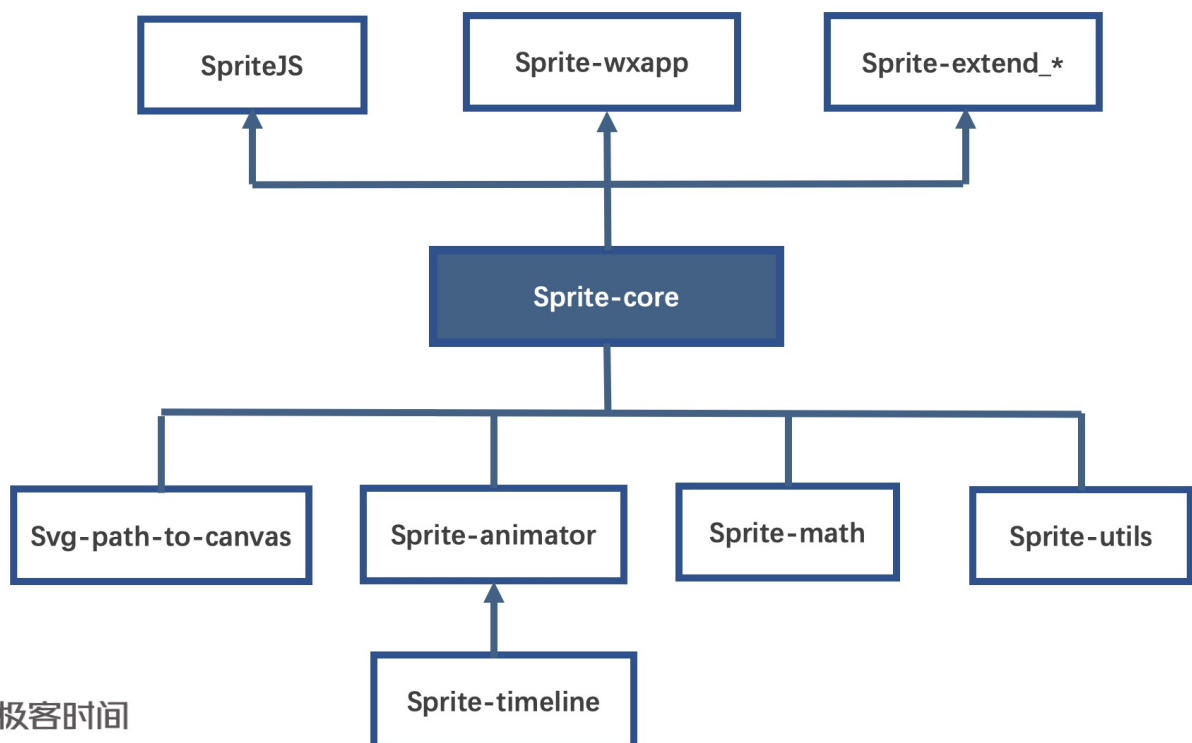 SpriteJS
Sprite-wxapp
Sprite-extend_*
Sprite-core
Svg-path-to-canvas
Sprite-animator
Sprite-math
Sprite-utils
Sprite-timeline
极客时间